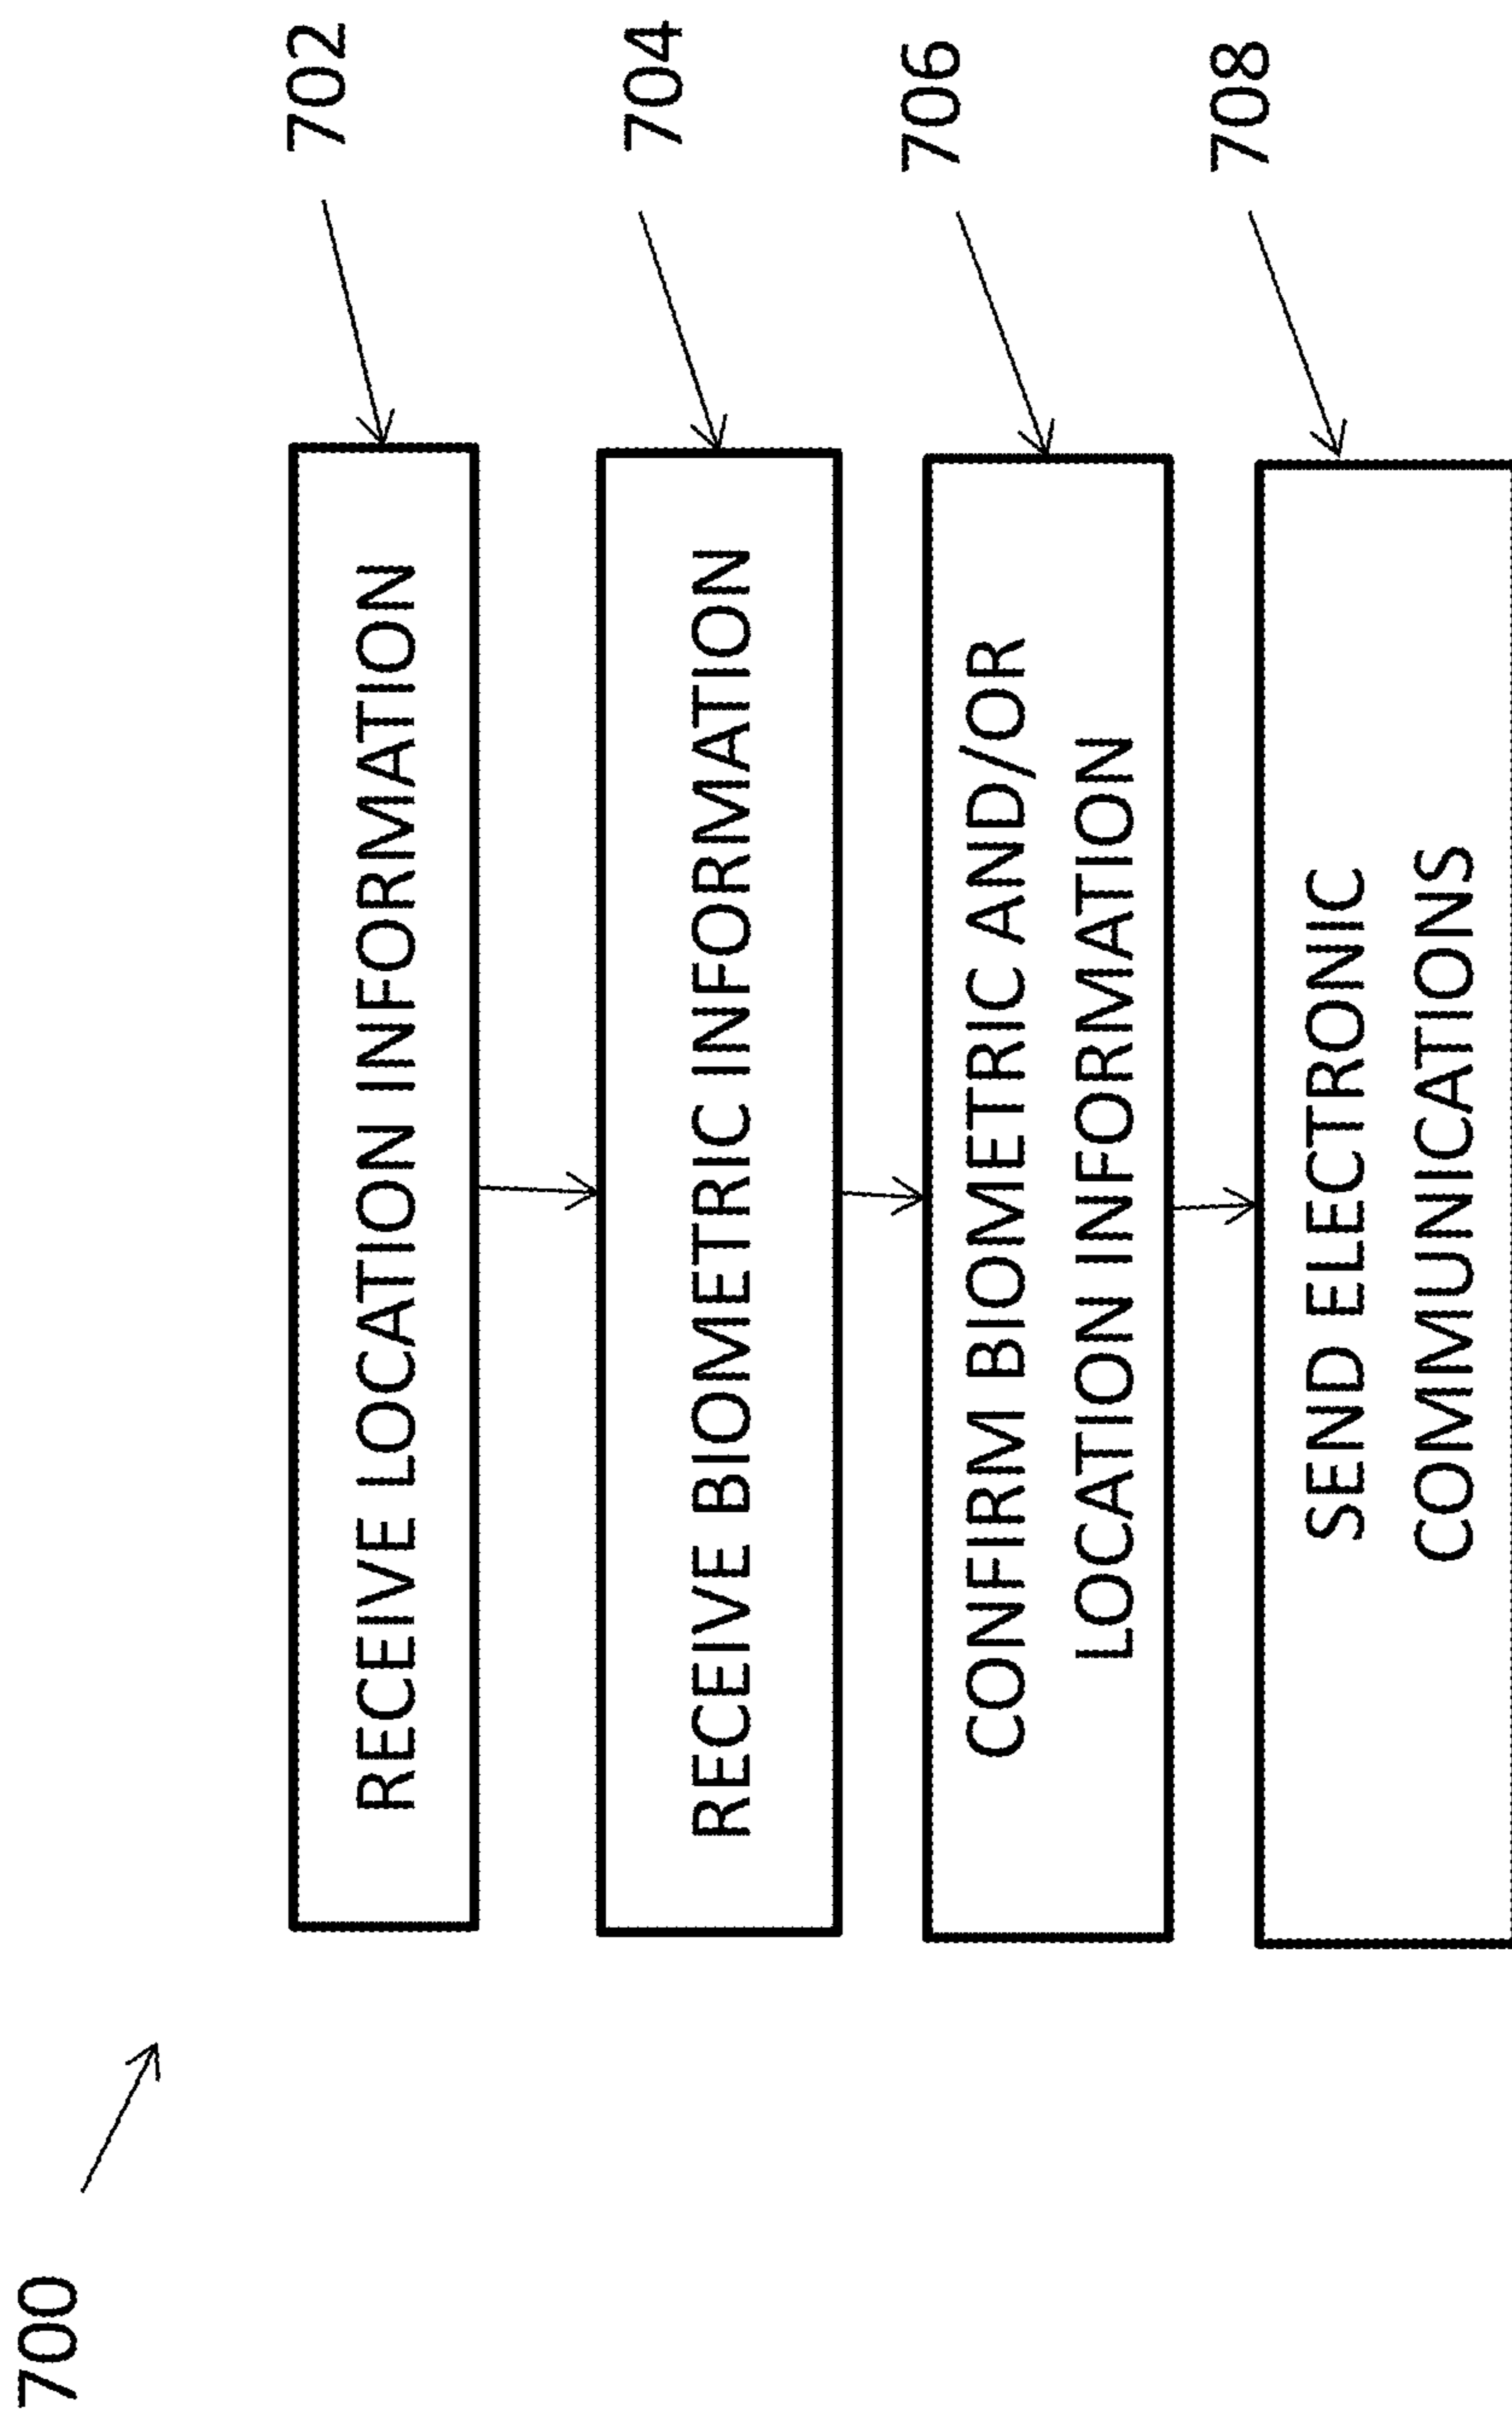 700
RECEIVE LOCATION INFORMATION
702
RECEIVE BIOMETRIC INFORMATION
704
CONFIRM BIOMETRIC AND/OR
LOCATION INFORMATION
706
SEND ELECTRONIC
COMMUNICATIONS
708